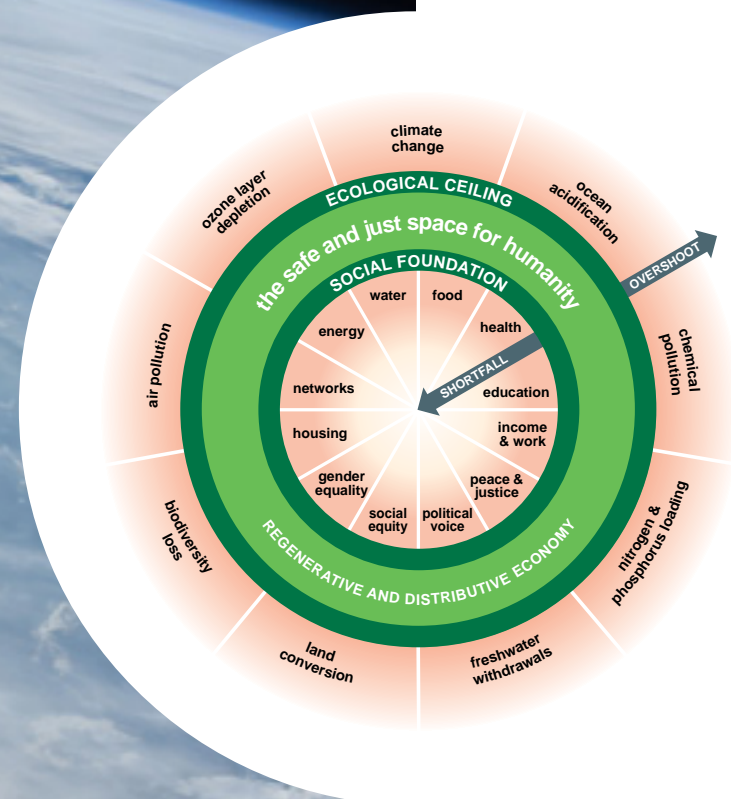 climate
change
ocean
acidification
chemical
pollution
nitrogen &
phosphorus loading
freshwater
withdrawals
land
conversion
biodiversity
loss
air pollution
ozone layer
depletion
OVERSHOOT
ECOLOGICAL CEILING
the safe and just space for humanity
SOCIAL FOUNDATION
water
food
health
SHORTFALL
education
income
& work
peace &
justice
political
voice
social
equity
gender
equality
housing
networks
energy
REGENERATIVE AND DISTRIBUTIVE ECONOMY